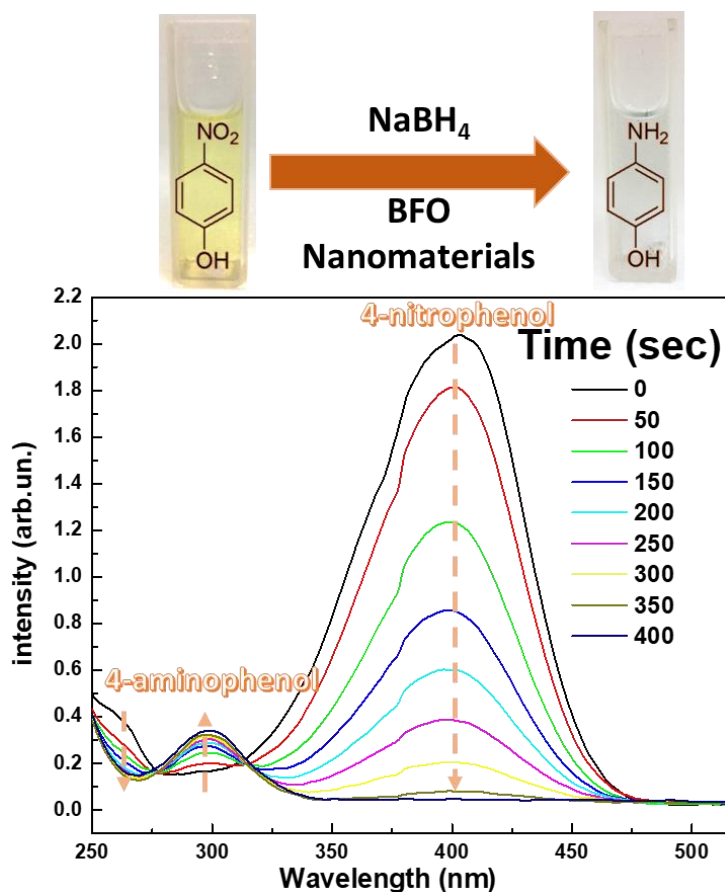 NO₂
OH
NaBH₄
BFO
Nanomaterials
NH₂
OH
4-nitrophenol
Time (sec)
0
50
100
150
200
250
300
350
400
4-aminophenol
intensity (arb.un.)
2.2
2.0
1.8
1.6
1.4
1.2
1.0
0.8
0.6
0.4
0.2
0.0
250 300 350 400 450 500
Wavelength (nm)